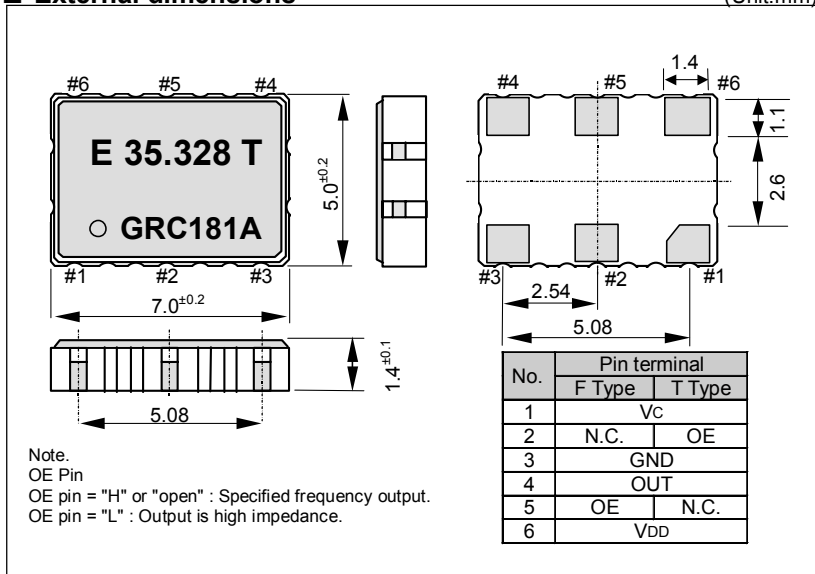 External dimensions
(Unit:mm)
#6 #5 #4
E 35.328 T
GRC181A
#1 #2 #3
7.0±0.2
5.0±0.2
5.08
1.4±0.1
#4 #5 #6
1.4
1.1
2.6
#3 #2 #1
2.54
5.08
Note.
OE Pin
OE pin = "H" or "open" : Specified frequency output.
OE pin = "L" : Output is high impedance.
No. Pin terminal
F Type T Type
1 VC
2 N.C. OE
3 GND
4 OUT
5 OE N.C.
6 VDD